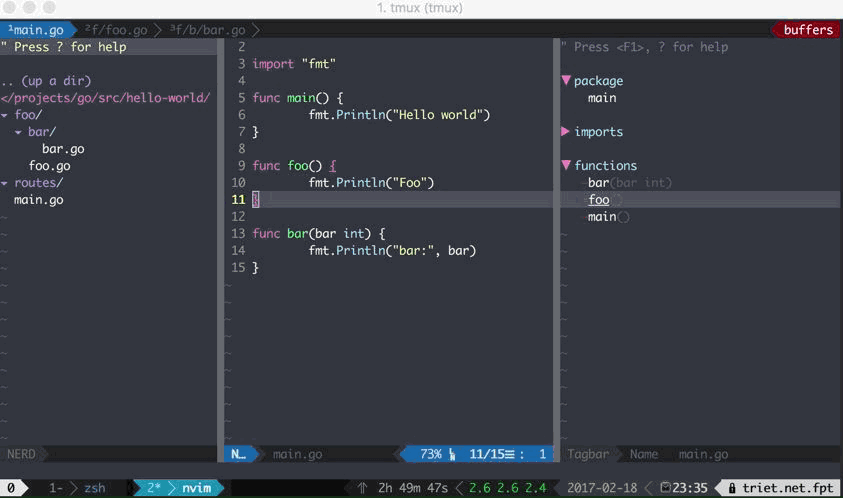 1. tmux (tmux)
¹main.go ²f/foo.go ³f/b/bar.go buffers
" Press ? for help
.. (up a dir)
</projects/go/src/hello-world/
▾ foo/
▾ bar/
bar.go
foo.go
▾ routes/
main.go
~
2
3 import "fmt"
4
5 func main() {
6 fmt.Println("Hello world")
7 }
8
9 func foo() {
10 fmt.Println("Foo")
11 }
12
13 func bar(bar int) {
14 fmt.Println("bar:", bar)
15 }
~
" Press <F1>, ? for help
▼ package
main
▶ imports
▼ functions
-bar(bar int)
foo()
-main()
~
NERD
N… main.go 73% ㏑ 11/15≡ : 1
Tagbar Name main.go
0 1- zsh 2* nvim ⇑ 2h 49m 47s 2.6 2.6 2.4 2017-02-18 23:35 triet.net.fpt